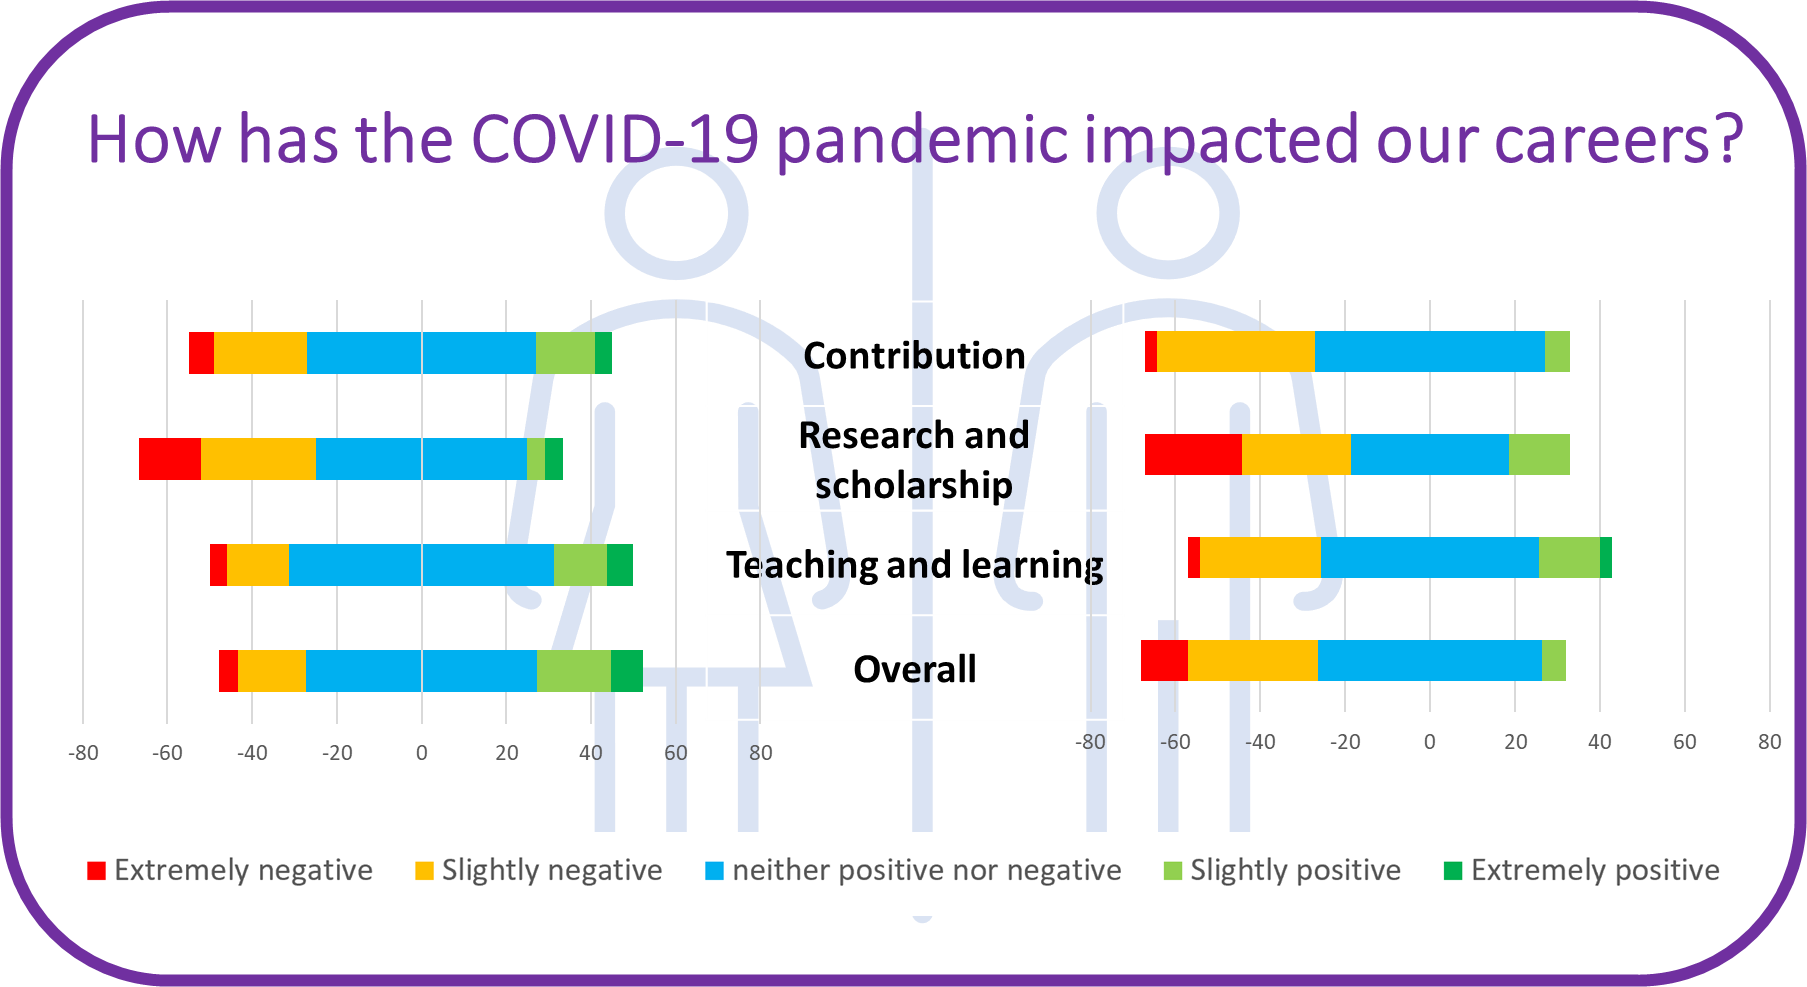 How has the COVID-19 pandemic impacted our careers?
Contribution
Research and
scholarship
Teaching and learning
Overall
-80 -60 -40 -20 0 20 40 60 80
-80 -60 -40 -20 0 20 40 60 80
Extremely negative Slightly negative neither positive nor negative Slightly positive Extremely positive